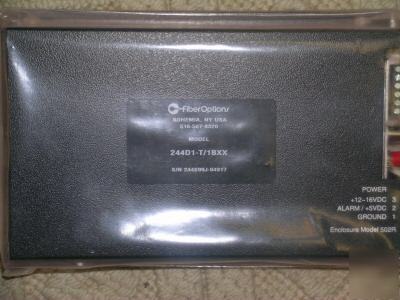 FiberOptions
BOHEMIA, NY USA
516-567-8320
MODEL
244D1-T/1BXX
S/N
POWER
+12-16VDC 3
ALARM / +5VDC 2
GROUND 1
Enclosure Model 502R